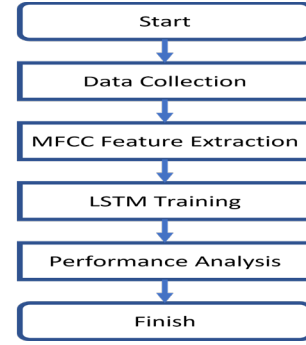 Start
Data Collection
MFCC Feature Extraction
LSTM Training
Performance Analysis
Finish